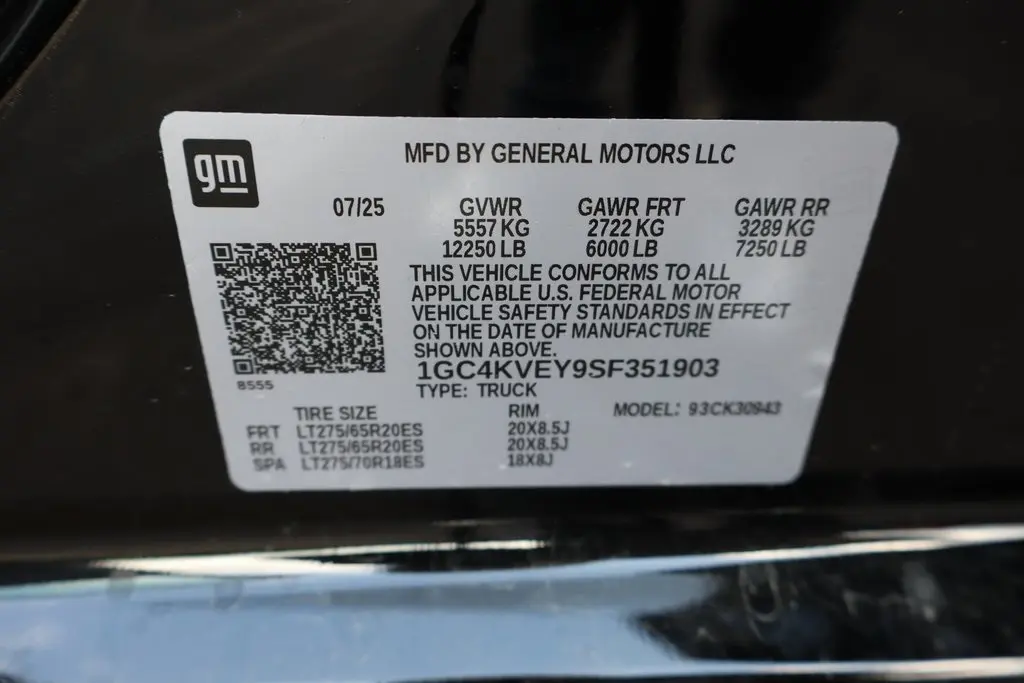 gm
MFD BY GENERAL MOTORS LLC
07/25 GVWR GAWR FRT GAWR RR
5557 KG 2722 KG 3289 KG
12250 LB 6000 LB 7250 LB
THIS VEHICLE CONFORMS TO ALL
APPLICABLE U.S. FEDERAL MOTOR
VEHICLE SAFETY STANDARDS IN EFFECT
ON THE DATE OF MANUFACTURE
SHOWN ABOVE.
1GC4KVEY9SF351903
8555
TYPE: TRUCK
TIRE SIZE RIM MODEL: 93CK30943
FRT LT275/65R20ES 20X8.5J
RR LT275/65R20ES 20X8.5J
SPA LT275/70R18ES 18X8J